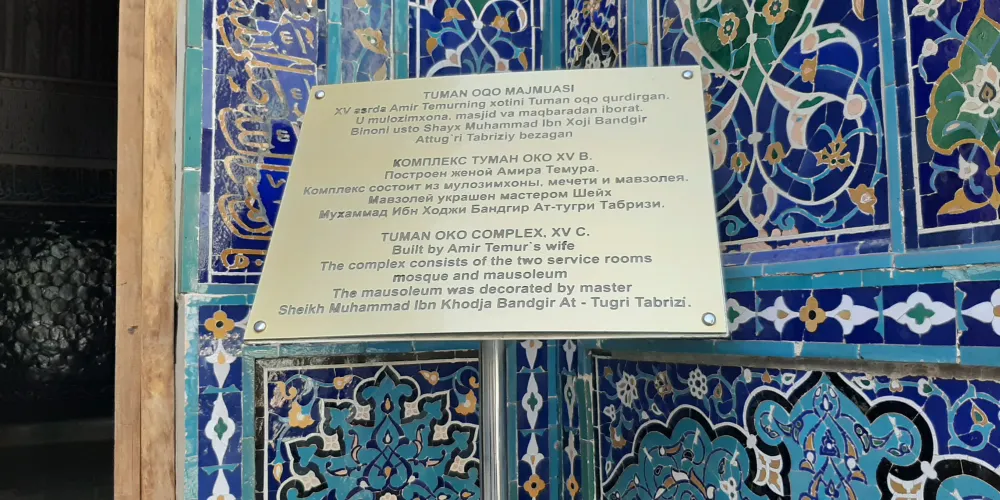 TUMAN OQO MAJMUASI
XV asrda Amir Temurning xotini Tuman oqo qurdirgan.
U mulozimxona, masjid va maqbaradan iborat.
Binoni usto Shayx Muhammad Ibn Xoji Bandgir
Attug`ri Tabriziy bezagan
КОМПЛЕКС ТУМАН ОКО XV В.
Построен женой Амира Темура.
Комплекс состоит из мулозимхоны, мечети и мавзолея.
Мавзолей украшен мастером Шейх
Мухаммад Ибн Ходжи Бандгир Ат-тугри Табризи.
TUMAN OKO COMPLEX, XV C.
Built by Amir Temur`s wife
The complex consists of the two service rooms
mosque and mausoleum
The mausoleum was decorated by master
Sheikh Muhammad Ibn Khodja Bandgir At - Tugri Tabrizi.